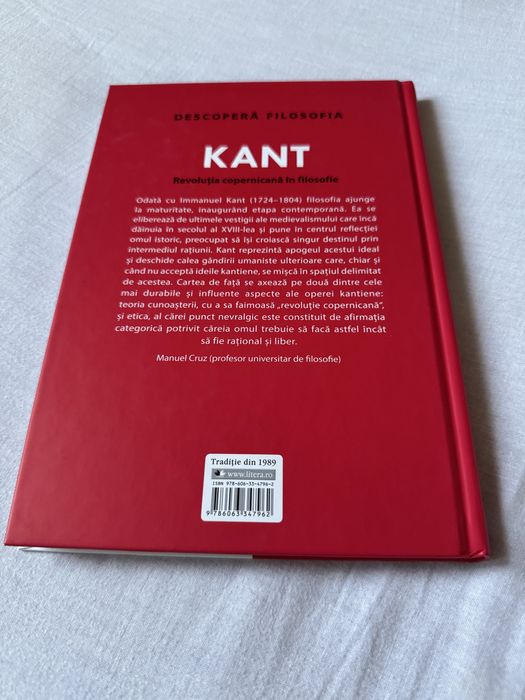 DESCOPERĂ FILOSOFIA
KANT
Revoluția copernicană în filosofie
Odată cu Immanuel Kant (1724–1804) filosofia ajunge
la maturitate, inaugurând etapa contemporană. Ea se
eliberează de ultimele vestigii ale medievalismului care încă
dăinuia în secolul al XVIII-lea și pune în centrul reflecției
omul istoric, preocupat să își croiască singur destinul prin
intermediul rațiunii. Kant reprezintă apogeul acestui ideal
și deschide calea gândirii umaniste ulterioare care, chiar și
când nu acceptă ideile kantiene, se mișcă în spațiul delimitat
de acestea. Cartea de față se axează pe două dintre cele
mai durabile și influente aspecte ale operei kantiene:
teoria cunoașterii, cu a sa faimoasă „revoluție copernicană”,
și etica, al cărei punct nevralgic este constituit de afirmația
categorică potrivit căreia omul trebuie să facă astfel încât
să fie rațional și liber.
Manuel Cruz (profesor universitar de filosofie)
Tradiție din 1989
www.litera.ro
ISBN 978-606-33-4796-2
9 786063 347962